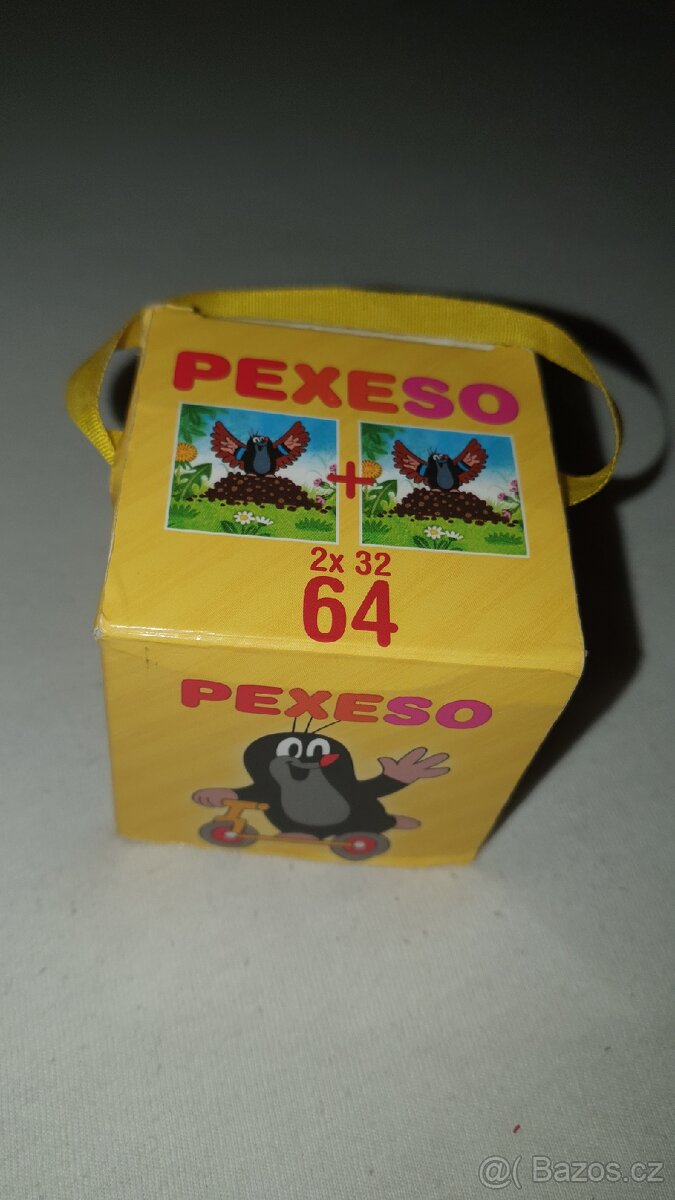 PEXESO
+
2x 32
64
PEXESO
@( Bazos.cz